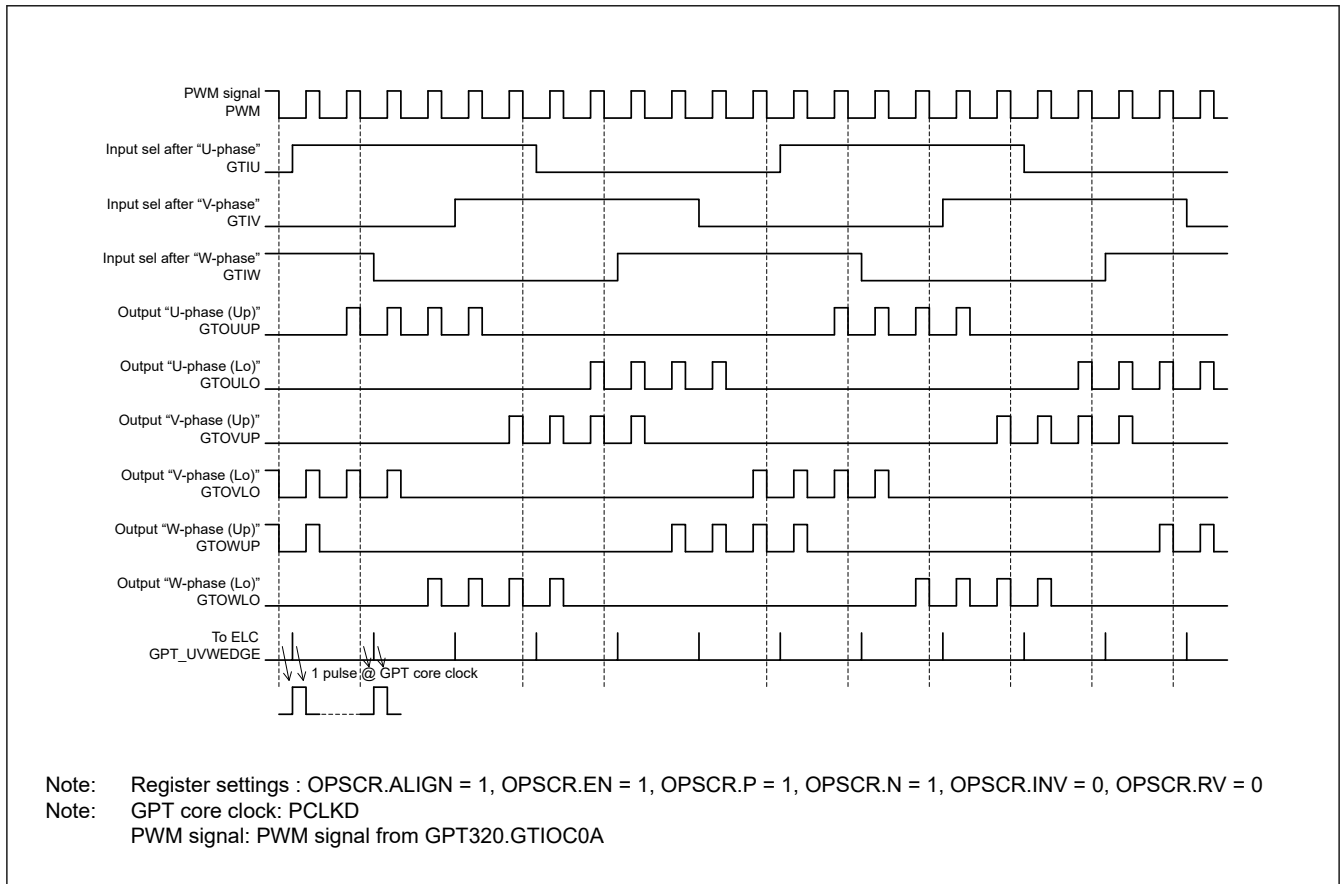 PWM signal
PWM
Input sel after “U-phase”
GTIU
Input sel after “V-phase”
GTIV
Input sel after “W-phase”
GTIW
Output “U-phase (Up)”
GTOUUP
Output “U-phase (Lo)”
GTOULO
Output “V-phase (Up)”
GTOVUP
Output “V-phase (Lo)”
GTOVLO
Output “W-phase (Up)”
GTOWUP
Output “W-phase (Lo)”
GTOWLO
To ELC
GPT_UVWEDGE
1 pulse @ GPT core clock
Note: Register settings : OPSCR.ALIGN = 1, OPSCR.EN = 1, OPSCR.P = 1, OPSCR.N = 1, OPSCR.INV = 0, OPSCR.RV = 0
Note: GPT core clock: PCLKD
PWM signal: PWM signal from GPT320.GTIOC0A